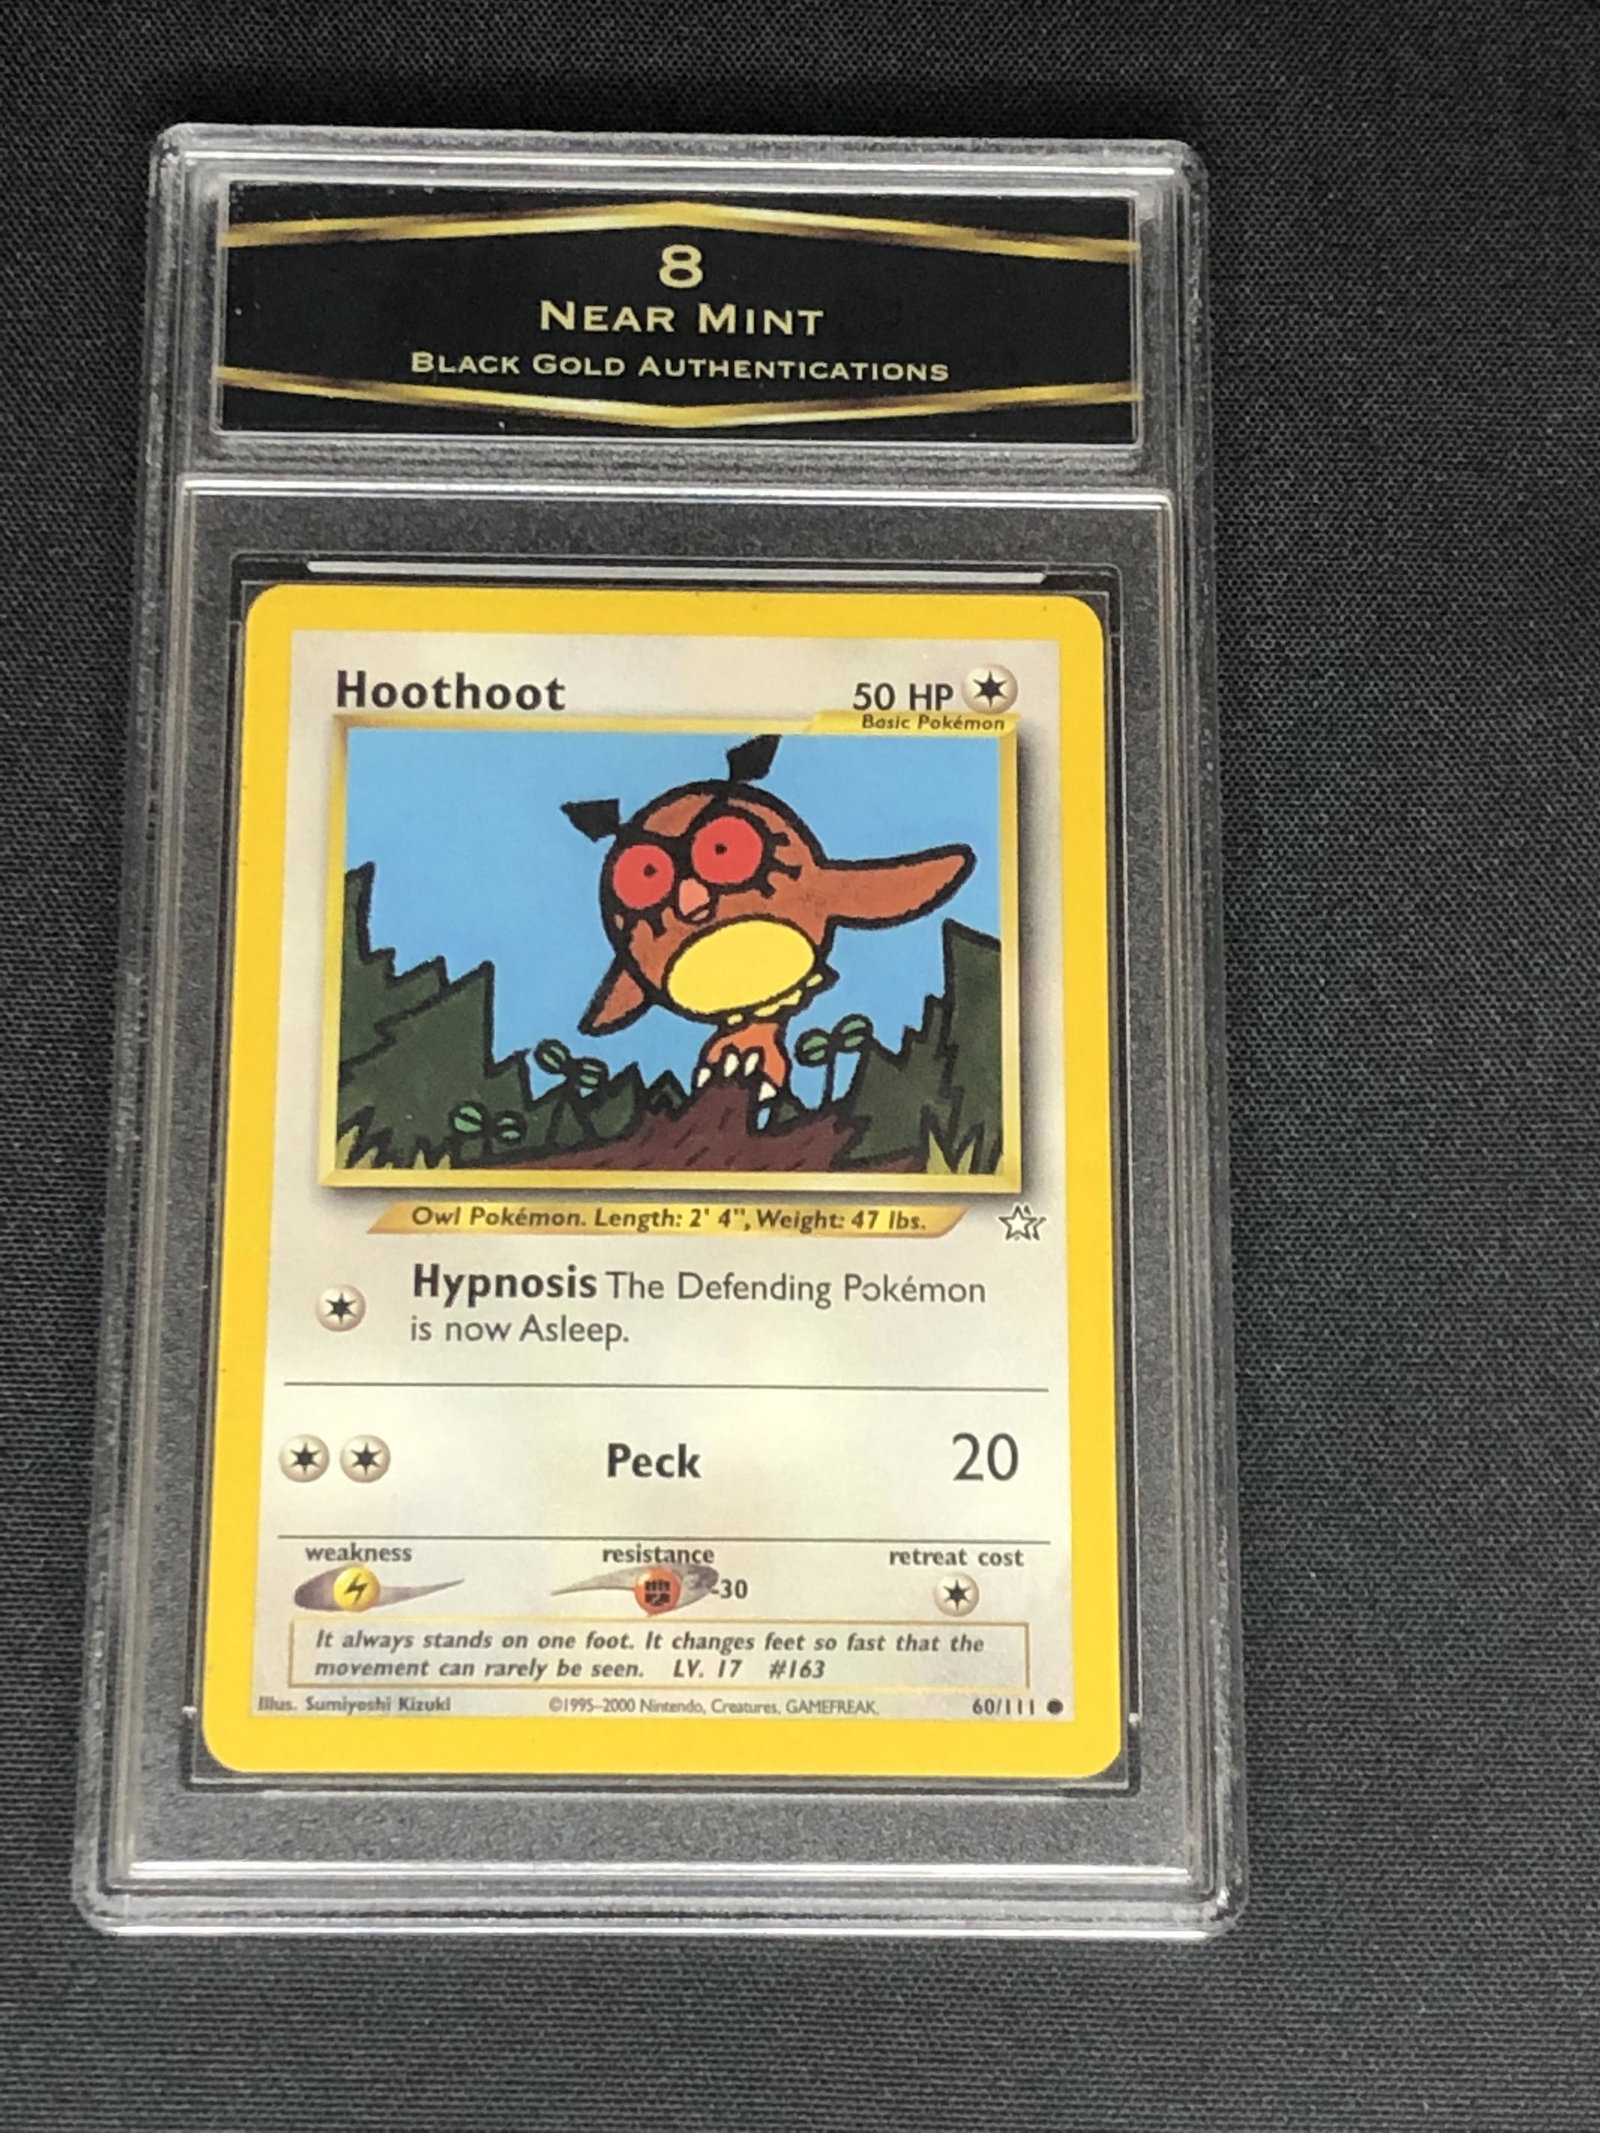 8
NEAR MINT
BLACK GOLD AUTHENTICATIONS
Hoothoot 50 HP
Basic Pokémon
Owl Pokémon. Length: 2' 4", Weight: 47 lbs.
Hypnosis The Defending Pokémon
is now Asleep.
Peck 20
weakness resistance retreat cost
-30
It always stands on one foot. It changes feet so fast that the
movement can rarely be seen. LV. 17 #163
Illus. Sumiyoshi Kizuki ©1995–2000 Nintendo, Creatures, GAMEFREAK. 60/111